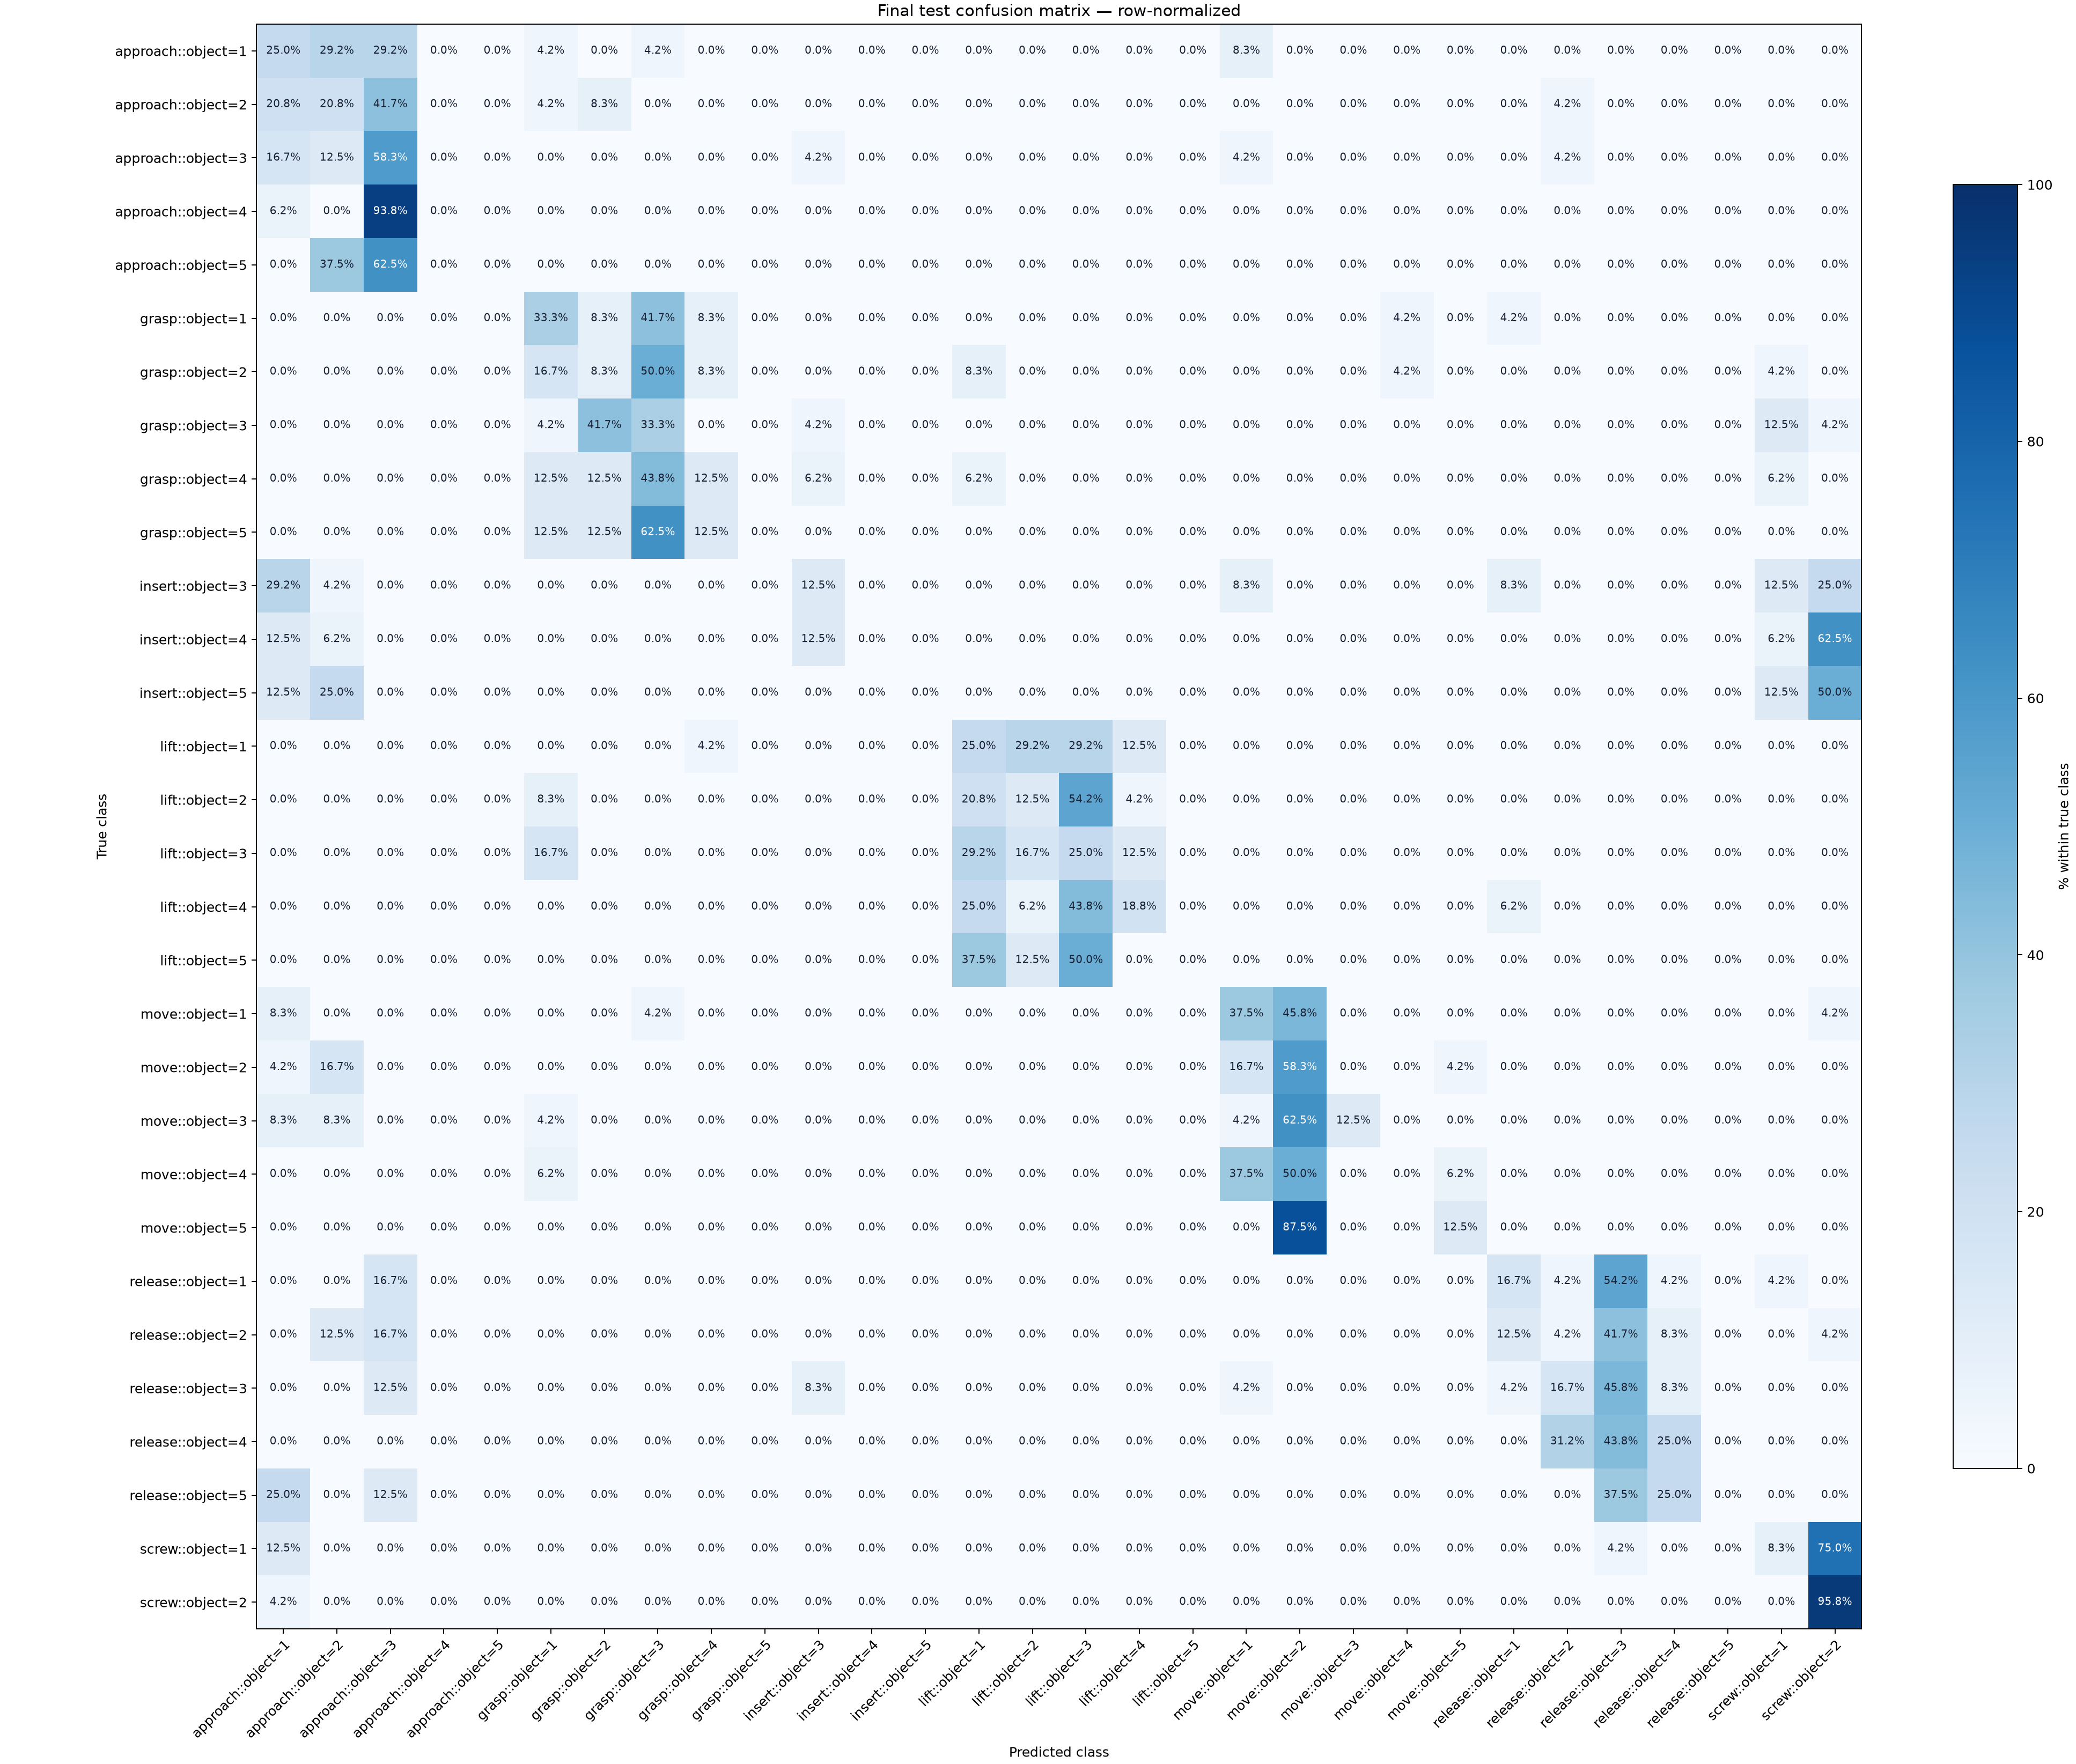 Final test confusion matrix — row-normalized
approach::object=1 25.0% 29.2% 29.2% 0.0% 0.0% 4.2% 0.0% 4.2% 0.0% 0.0% 0.0% 0.0% 0.0% 0.0% 0.0% 0.0% 0.0% 0.0% 8.3% 0.0% 0.0% 0.0% 0.0% 0.0% 0.0% 0.0% 0.0% 0.0% 0.0% 0.0%
approach::object=2 20.8% 20.8% 41.7% 0.0% 0.0% 4.2% 8.3% 0.0% 0.0% 0.0% 0.0% 0.0% 0.0% 0.0% 0.0% 0.0% 0.0% 0.0% 0.0% 0.0% 0.0% 0.0% 0.0% 0.0% 4.2% 0.0% 0.0% 0.0% 0.0% 0.0%
approach::object=3 16.7% 12.5% 58.3% 0.0% 0.0% 0.0% 0.0% 0.0% 0.0% 0.0% 4.2% 0.0% 0.0% 0.0% 0.0% 0.0% 0.0% 0.0% 4.2% 0.0% 0.0% 0.0% 0.0% 0.0% 4.2% 0.0% 0.0% 0.0% 0.0% 0.0%
approach::object=4 6.2% 0.0% 93.8% 0.0% 0.0% 0.0% 0.0% 0.0% 0.0% 0.0% 0.0% 0.0% 0.0% 0.0% 0.0% 0.0% 0.0% 0.0% 0.0% 0.0% 0.0% 0.0% 0.0% 0.0% 0.0% 0.0% 0.0% 0.0% 0.0% 0.0%
approach::object=5 0.0% 37.5% 62.5% 0.0% 0.0% 0.0% 0.0% 0.0% 0.0% 0.0% 0.0% 0.0% 0.0% 0.0% 0.0% 0.0% 0.0% 0.0% 0.0% 0.0% 0.0% 0.0% 0.0% 0.0% 0.0% 0.0% 0.0% 0.0% 0.0% 0.0%
grasp::object=1 0.0% 0.0% 0.0% 0.0% 0.0% 33.3% 8.3% 41.7% 8.3% 0.0% 0.0% 0.0% 0.0% 0.0% 0.0% 0.0% 0.0% 0.0% 0.0% 0.0% 0.0% 4.2% 0.0% 4.2% 0.0% 0.0% 0.0% 0.0% 0.0% 0.0%
grasp::object=2 0.0% 0.0% 0.0% 0.0% 0.0% 16.7% 8.3% 50.0% 8.3% 0.0% 0.0% 0.0% 0.0% 8.3% 0.0% 0.0% 0.0% 0.0% 0.0% 0.0% 0.0% 4.2% 0.0% 0.0% 0.0% 0.0% 0.0% 0.0% 4.2% 0.0%
grasp::object=3 0.0% 0.0% 0.0% 0.0% 0.0% 4.2% 41.7% 33.3% 0.0% 0.0% 4.2% 0.0% 0.0% 0.0% 0.0% 0.0% 0.0% 0.0% 0.0% 0.0% 0.0% 0.0% 0.0% 0.0% 0.0% 0.0% 0.0% 0.0% 12.5% 4.2%
grasp::object=4 0.0% 0.0% 0.0% 0.0% 0.0% 12.5% 12.5% 43.8% 12.5% 0.0% 6.2% 0.0% 0.0% 6.2% 0.0% 0.0% 0.0% 0.0% 0.0% 0.0% 0.0% 0.0% 0.0% 0.0% 0.0% 0.0% 0.0% 0.0% 6.2% 0.0%
grasp::object=5 0.0% 0.0% 0.0% 0.0% 0.0% 12.5% 12.5% 62.5% 12.5% 0.0% 0.0% 0.0% 0.0% 0.0% 0.0% 0.0% 0.0% 0.0% 0.0% 0.0% 0.0% 0.0% 0.0% 0.0% 0.0% 0.0% 0.0% 0.0% 0.0% 0.0%
insert::object=3 29.2% 4.2% 0.0% 0.0% 0.0% 0.0% 0.0% 0.0% 0.0% 0.0% 12.5% 0.0% 0.0% 0.0% 0.0% 0.0% 0.0% 0.0% 8.3% 0.0% 0.0% 0.0% 0.0% 8.3% 0.0% 0.0% 0.0% 0.0% 12.5% 25.0%
insert::object=4 12.5% 6.2% 0.0% 0.0% 0.0% 0.0% 0.0% 0.0% 0.0% 0.0% 12.5% 0.0% 0.0% 0.0% 0.0% 0.0% 0.0% 0.0% 0.0% 0.0% 0.0% 0.0% 0.0% 0.0% 0.0% 0.0% 0.0% 0.0% 6.2% 62.5%
insert::object=5 12.5% 25.0% 0.0% 0.0% 0.0% 0.0% 0.0% 0.0% 0.0% 0.0% 0.0% 0.0% 0.0% 0.0% 0.0% 0.0% 0.0% 0.0% 0.0% 0.0% 0.0% 0.0% 0.0% 0.0% 0.0% 0.0% 0.0% 0.0% 12.5% 50.0%
lift::object=1 0.0% 0.0% 0.0% 0.0% 0.0% 0.0% 0.0% 0.0% 4.2% 0.0% 0.0% 0.0% 0.0% 25.0% 29.2% 29.2% 12.5% 0.0% 0.0% 0.0% 0.0% 0.0% 0.0% 0.0% 0.0% 0.0% 0.0% 0.0% 0.0% 0.0%
lift::object=2 0.0% 0.0% 0.0% 0.0% 0.0% 8.3% 0.0% 0.0% 0.0% 0.0% 0.0% 0.0% 0.0% 20.8% 12.5% 54.2% 4.2% 0.0% 0.0% 0.0% 0.0% 0.0% 0.0% 0.0% 0.0% 0.0% 0.0% 0.0% 0.0% 0.0%
lift::object=3 0.0% 0.0% 0.0% 0.0% 0.0% 16.7% 0.0% 0.0% 0.0% 0.0% 0.0% 0.0% 0.0% 29.2% 16.7% 25.0% 12.5% 0.0% 0.0% 0.0% 0.0% 0.0% 0.0% 0.0% 0.0% 0.0% 0.0% 0.0% 0.0% 0.0%
lift::object=4 0.0% 0.0% 0.0% 0.0% 0.0% 0.0% 0.0% 0.0% 0.0% 0.0% 0.0% 0.0% 0.0% 25.0% 6.2% 43.8% 18.8% 0.0% 0.0% 0.0% 0.0% 0.0% 0.0% 6.2% 0.0% 0.0% 0.0% 0.0% 0.0% 0.0%
lift::object=5 0.0% 0.0% 0.0% 0.0% 0.0% 0.0% 0.0% 0.0% 0.0% 0.0% 0.0% 0.0% 0.0% 37.5% 12.5% 50.0% 0.0% 0.0% 0.0% 0.0% 0.0% 0.0% 0.0% 0.0% 0.0% 0.0% 0.0% 0.0% 0.0% 0.0%
move::object=1 8.3% 0.0% 0.0% 0.0% 0.0% 0.0% 0.0% 4.2% 0.0% 0.0% 0.0% 0.0% 0.0% 0.0% 0.0% 0.0% 0.0% 0.0% 37.5% 45.8% 0.0% 0.0% 0.0% 0.0% 0.0% 0.0% 0.0% 0.0% 0.0% 4.2%
move::object=2 4.2% 16.7% 0.0% 0.0% 0.0% 0.0% 0.0% 0.0% 0.0% 0.0% 0.0% 0.0% 0.0% 0.0% 0.0% 0.0% 0.0% 0.0% 16.7% 58.3% 0.0% 0.0% 4.2% 0.0% 0.0% 0.0% 0.0% 0.0% 0.0% 0.0%
move::object=3 8.3% 8.3% 0.0% 0.0% 0.0% 4.2% 0.0% 0.0% 0.0% 0.0% 0.0% 0.0% 0.0% 0.0% 0.0% 0.0% 0.0% 0.0% 4.2% 62.5% 12.5% 0.0% 0.0% 0.0% 0.0% 0.0% 0.0% 0.0% 0.0% 0.0%
move::object=4 0.0% 0.0% 0.0% 0.0% 0.0% 6.2% 0.0% 0.0% 0.0% 0.0% 0.0% 0.0% 0.0% 0.0% 0.0% 0.0% 0.0% 0.0% 37.5% 50.0% 0.0% 0.0% 6.2% 0.0% 0.0% 0.0% 0.0% 0.0% 0.0% 0.0%
move::object=5 0.0% 0.0% 0.0% 0.0% 0.0% 0.0% 0.0% 0.0% 0.0% 0.0% 0.0% 0.0% 0.0% 0.0% 0.0% 0.0% 0.0% 0.0% 0.0% 87.5% 0.0% 0.0% 12.5% 0.0% 0.0% 0.0% 0.0% 0.0% 0.0% 0.0%
release::object=1 0.0% 0.0% 16.7% 0.0% 0.0% 0.0% 0.0% 0.0% 0.0% 0.0% 0.0% 0.0% 0.0% 0.0% 0.0% 0.0% 0.0% 0.0% 0.0% 0.0% 0.0% 0.0% 0.0% 16.7% 4.2% 54.2% 4.2% 0.0% 4.2% 0.0%
release::object=2 0.0% 12.5% 16.7% 0.0% 0.0% 0.0% 0.0% 0.0% 0.0% 0.0% 0.0% 0.0% 0.0% 0.0% 0.0% 0.0% 0.0% 0.0% 0.0% 0.0% 0.0% 0.0% 0.0% 12.5% 4.2% 41.7% 8.3% 0.0% 0.0% 4.2%
release::object=3 0.0% 0.0% 12.5% 0.0% 0.0% 0.0% 0.0% 0.0% 0.0% 0.0% 8.3% 0.0% 0.0% 0.0% 0.0% 0.0% 0.0% 0.0% 4.2% 0.0% 0.0% 0.0% 0.0% 4.2% 16.7% 45.8% 8.3% 0.0% 0.0% 0.0%
release::object=4 0.0% 0.0% 0.0% 0.0% 0.0% 0.0% 0.0% 0.0% 0.0% 0.0% 0.0% 0.0% 0.0% 0.0% 0.0% 0.0% 0.0% 0.0% 0.0% 0.0% 0.0% 0.0% 0.0% 0.0% 31.2% 43.8% 25.0% 0.0% 0.0% 0.0%
release::object=5 25.0% 0.0% 12.5% 0.0% 0.0% 0.0% 0.0% 0.0% 0.0% 0.0% 0.0% 0.0% 0.0% 0.0% 0.0% 0.0% 0.0% 0.0% 0.0% 0.0% 0.0% 0.0% 0.0% 0.0% 0.0% 37.5% 25.0% 0.0% 0.0% 0.0%
screw::object=1 12.5% 0.0% 0.0% 0.0% 0.0% 0.0% 0.0% 0.0% 0.0% 0.0% 0.0% 0.0% 0.0% 0.0% 0.0% 0.0% 0.0% 0.0% 0.0% 0.0% 0.0% 0.0% 0.0% 0.0% 0.0% 4.2% 0.0% 0.0% 8.3% 75.0%
screw::object=2 4.2% 0.0% 0.0% 0.0% 0.0% 0.0% 0.0% 0.0% 0.0% 0.0% 0.0% 0.0% 0.0% 0.0% 0.0% 0.0% 0.0% 0.0% 0.0% 0.0% 0.0% 0.0% 0.0% 0.0% 0.0% 0.0% 0.0% 0.0% 0.0% 95.8%
True class
approach::object=1
approach::object=2
approach::object=3
approach::object=4
approach::object=5
grasp::object=1
grasp::object=2
grasp::object=3
grasp::object=4
grasp::object=5
insert::object=3
insert::object=4
insert::object=5
lift::object=1
lift::object=2
lift::object=3
lift::object=4
lift::object=5
move::object=1
move::object=2
move::object=3
move::object=4
move::object=5
release::object=1
release::object=2
release::object=3
release::object=4
release::object=5
screw::object=1
screw::object=2
Predicted class
100
80
60
40
20
0
% within true class